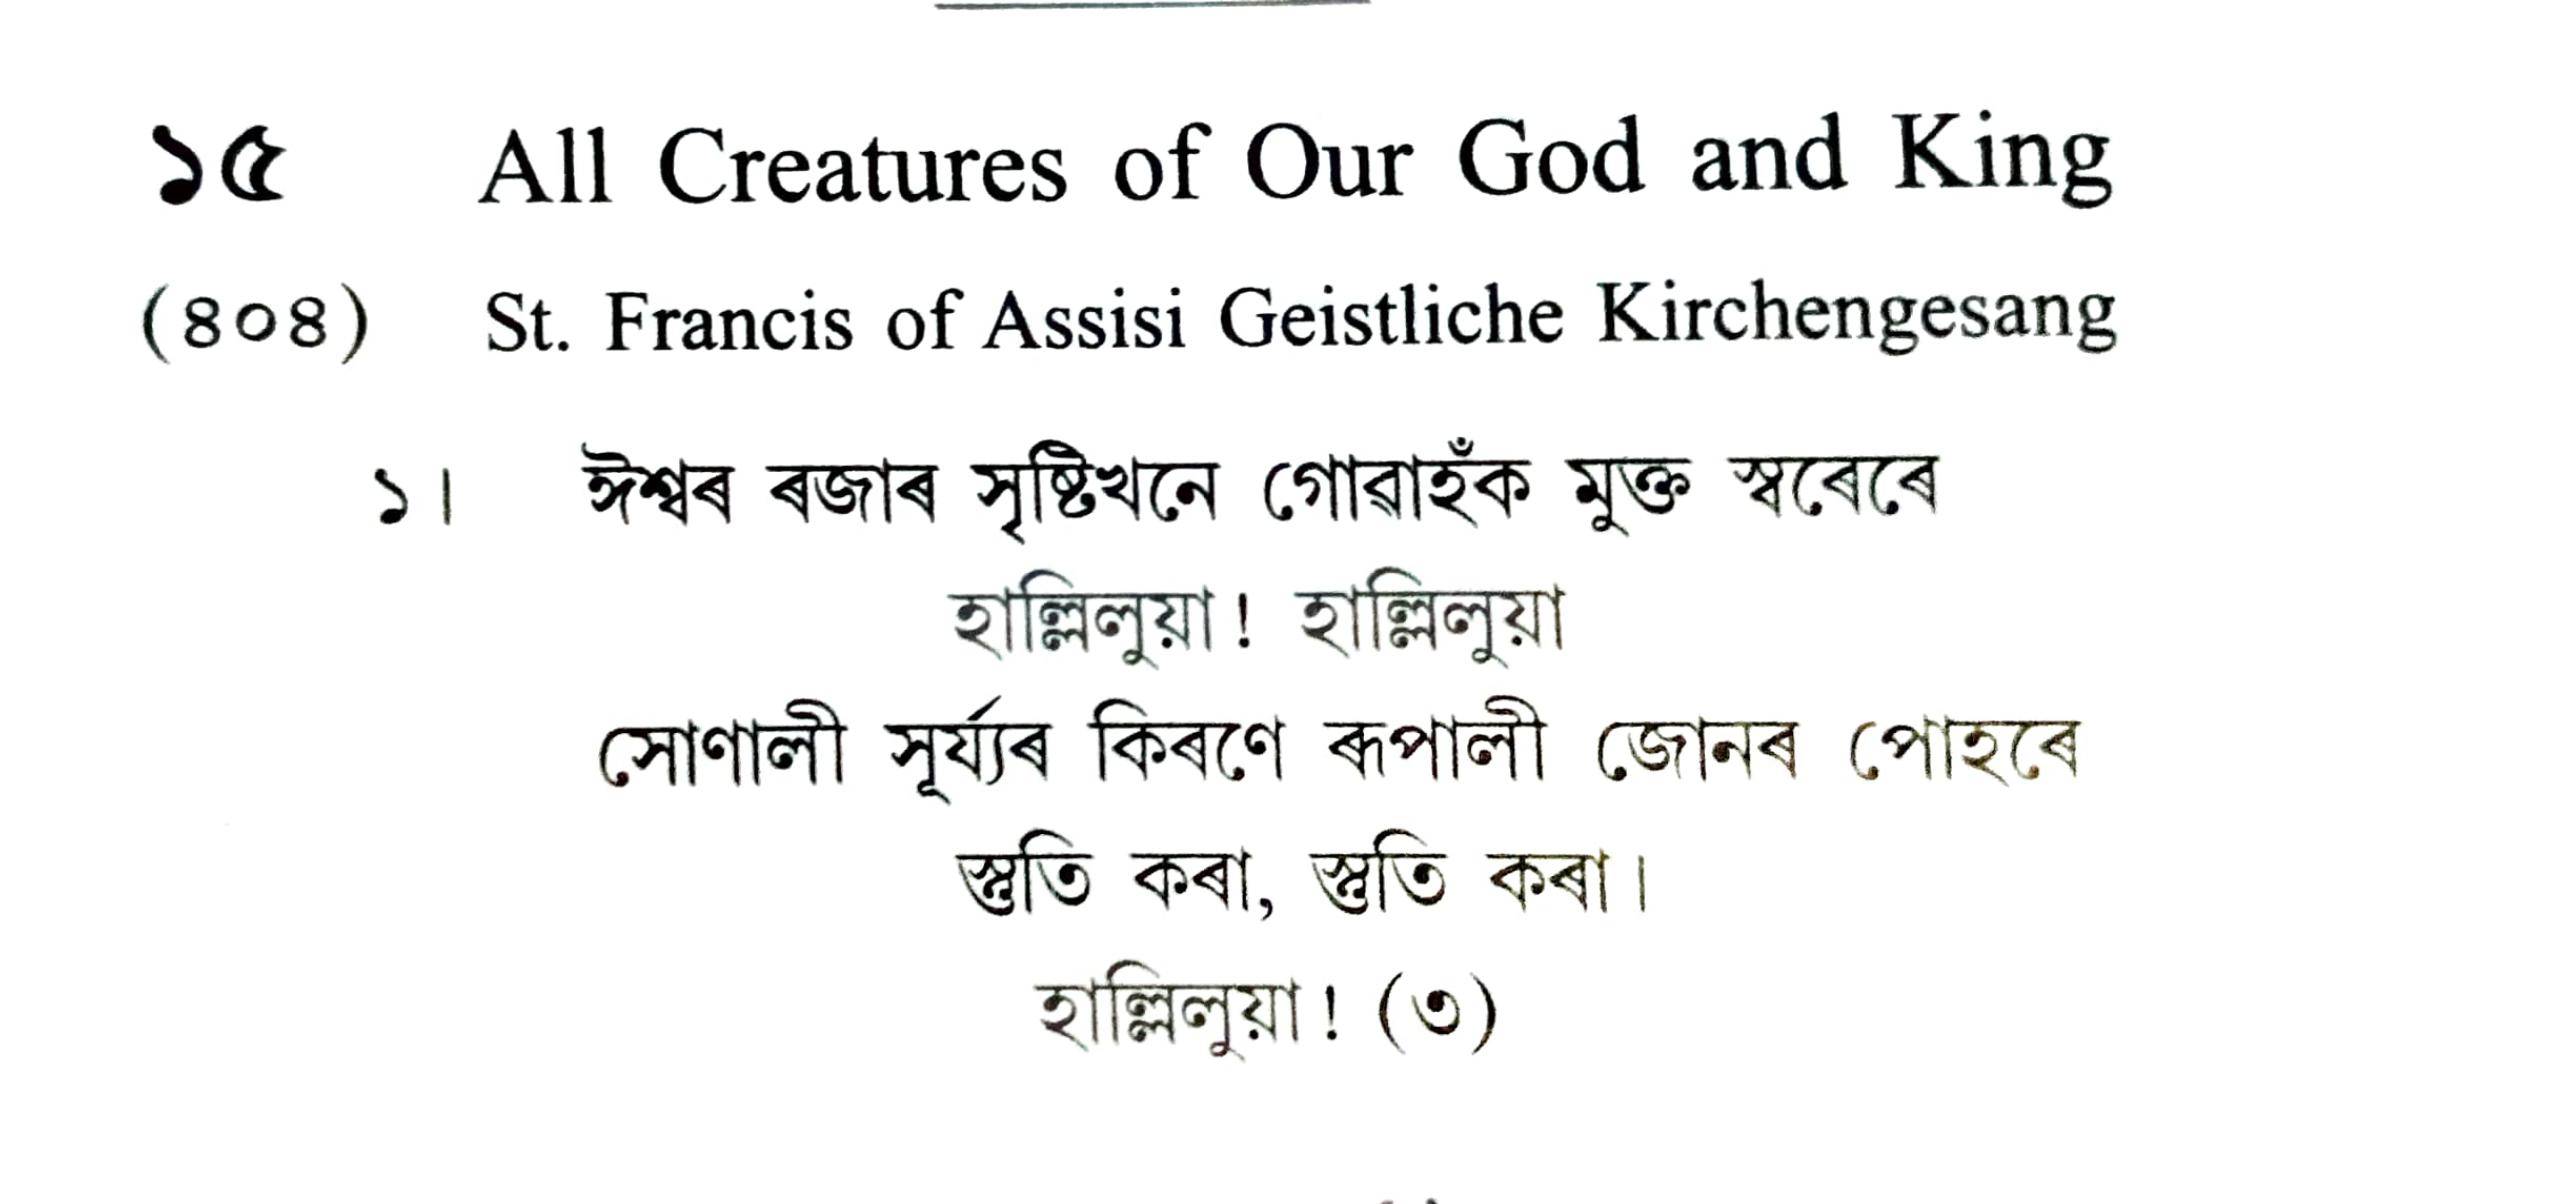 ১৫ All Creatures of Our God and King
(৪০৪) St. Francis of Assisi Geistliche Kirchengesang
১। ঈশ্বৰ ৰজাৰ সৃষ্টিখনে গোৱাহঁক মুক্ত স্বৰেৰে
হাল্লিলুয়া! হাল্লিলুয়া
সোণালী সূৰ্য্যৰ কিৰণে ৰূপালী জোনৰ পোহৰে
স্তুতি কৰা, স্তুতি কৰা।
হাল্লিলুয়া! (৩)